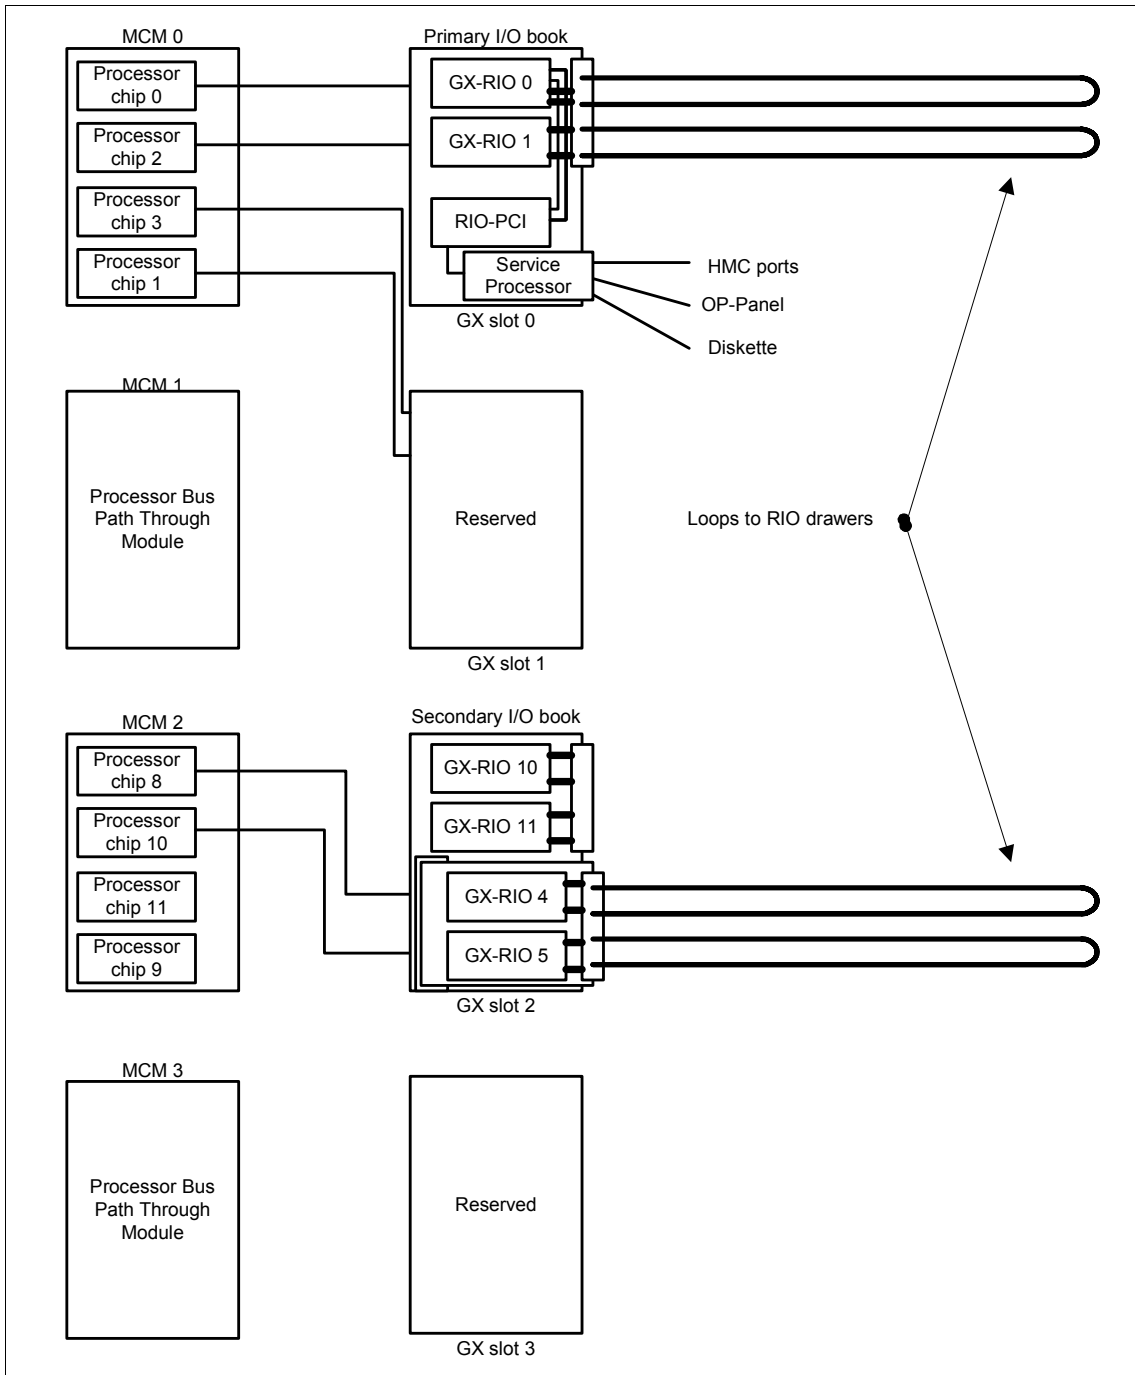 MCM 0
Primary I/O book
Processor
chip 0
GX-RIO 0
Processor
chip 2
GX-RIO 1
Processor
chip 3
RIO-PCI
Processor
chip 1
Service
Processor
HMC ports
OP-Panel
GX slot 0
Diskette
MCM 1
Processor Bus
Path Through
Module
Reserved
Loops to RIO drawers
GX slot 1
MCM 2
Secondary I/O book
Processor
chip 8
GX-RIO 10
Processor
chip 10
GX-RIO 11
Processor
chip 11
GX-RIO 4
Processor
chip 9
GX-RIO 5
GX slot 2
MCM 3
Processor Bus
Path Through
Module
Reserved
GX slot 3